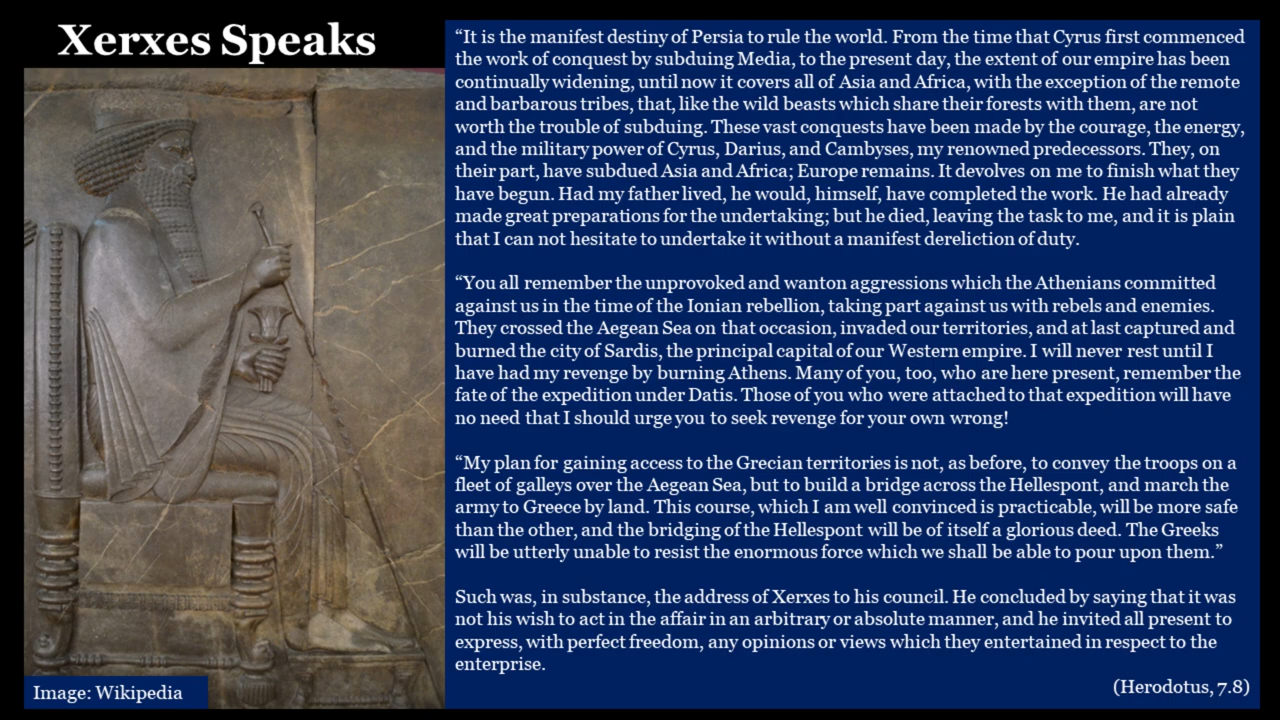 Xerxes Speaks
“It is the manifest destiny of Persia to rule the world. From the time that Cyrus first commenced
the work of conquest by subduing Media, to the present day, the extent of our empire has been
continually widening, until now it covers all of Asia and Africa, with the exception of the remote
and barbarous tribes, that, like the wild beasts which share their forests with them, are not
worth the trouble of subduing. These vast conquests have been made by the courage, the energy,
and the military power of Cyrus, Darius, and Cambyses, my renowned predecessors. They, on
their part, have subdued Asia and Africa; Europe remains. It devolves on me to finish what they
have begun. Had my father lived, he would, himself, have completed the work. He had already
made great preparations for the undertaking; but he died, leaving the task to me, and it is plain
that I can not hesitate to undertake it without a manifest dereliction of duty.
“You all remember the unprovoked and wanton aggressions which the Athenians committed
against us in the time of the Ionian rebellion, taking part against us with rebels and enemies.
They crossed the Aegean Sea on that occasion, invaded our territories, and at last captured and
burned the city of Sardis, the principal capital of our Western empire. I will never rest until I
have had my revenge by burning Athens. Many of you, too, who are here present, remember the
fate of the expedition under Datis. Those of you who were attached to that expedition will have
no need that I should urge you to seek revenge for your own wrong!
“My plan for gaining access to the Grecian territories is not, as before, to convey the troops on a
fleet of galleys over the Aegean Sea, but to build a bridge across the Hellespont, and march the
army to Greece by land. This course, which I am well convinced is practicable, will be more safe
than the other, and the bridging of the Hellespont will be of itself a glorious deed. The Greeks
will be utterly unable to resist the enormous force which we shall be able to pour upon them.”
Such was, in substance, the address of Xerxes to his council. He concluded by saying that it was
not his wish to act in the affair in an arbitrary or absolute manner, and he invited all present to
express, with perfect freedom, any opinions or views which they entertained in respect to the
enterprise.
(Herodotus, 7.8)
Image: Wikipedia